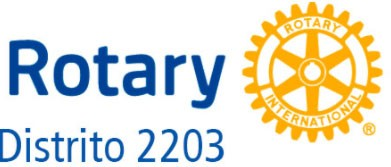 Rotary
ROTARY
INTERNATIONAL
®
Distrito 2203